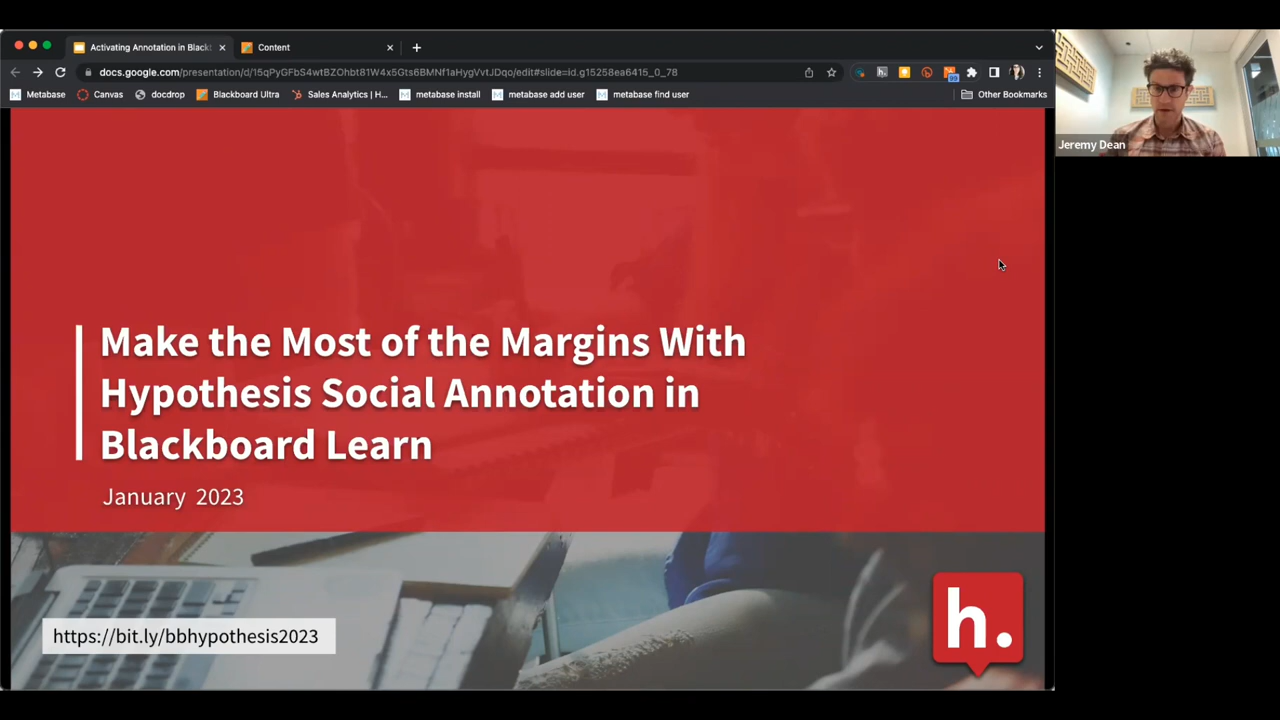 Activating Annotation in Blackb
Content
docs.google.com/presentation/d/15qPyGFbS4wtBZOhbt81W4x5Gts6BMNf1aHygVvtJDqo/edit#slide=id.g15258ea6415_0_78
Metabase
Canvas
docdrop
Blackboard Ultra
Sales Analytics | H...
metabase install
metabase add user
metabase find user
Other Bookmarks
Jeremy Dean
Make the Most of the Margins With
Hypothesis Social Annotation in
Blackboard Learn
January 2023
https://bit.ly/bbhypothesis2023
h.